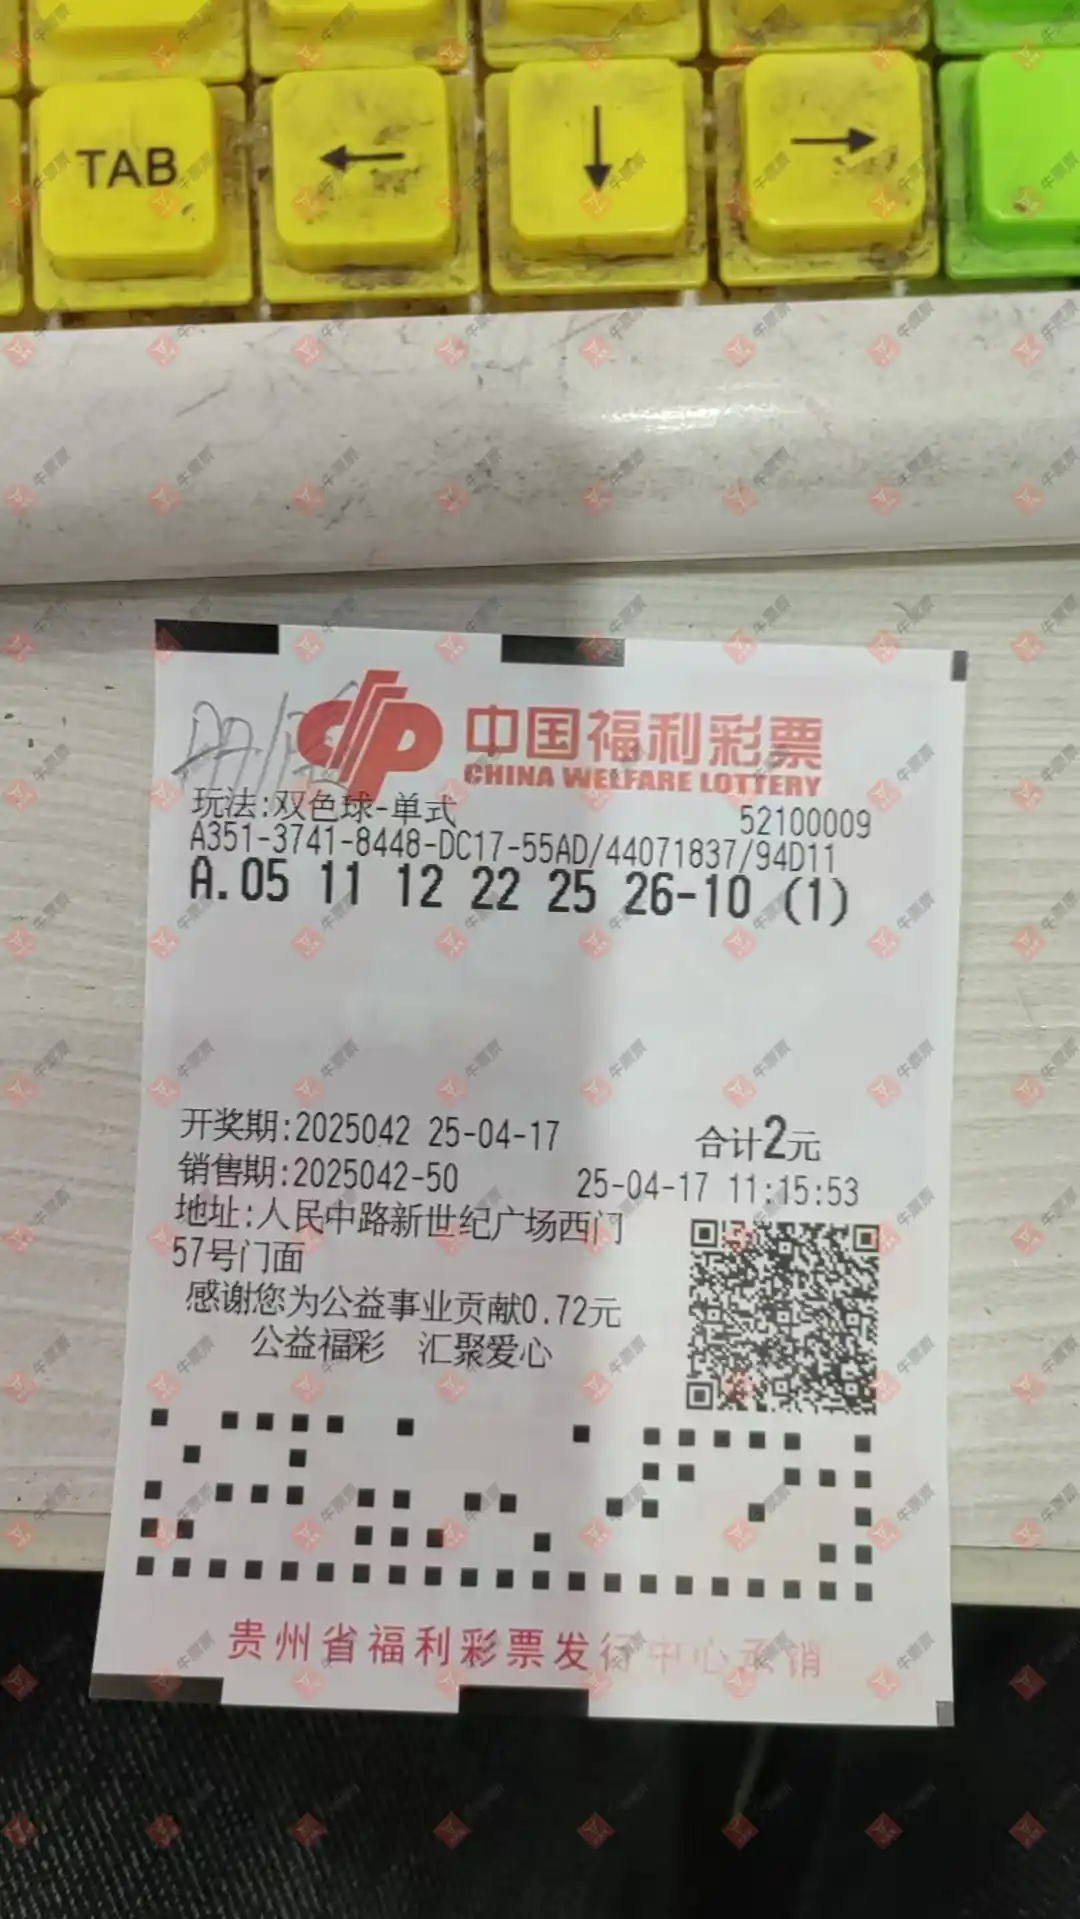 TAB
← ↓ →
中国福利彩票
CHINA WELFARE LOTTERY
玩法:双色球-单式
52100009
A351-3741-8448-DC17-55AD/44071837/94D11
A.05 11 12 22 25 26-10 (1)
开奖期:2025042 25-04-17
合计2元
销售期:2025042-50
25-04-17 11:15:53
地址:人民中路新世纪广场西门
57号门面
感谢您为公益事业贡献0.72元
公益福彩 汇聚爱心
贵州省福利彩票发行中心承销
牛票票